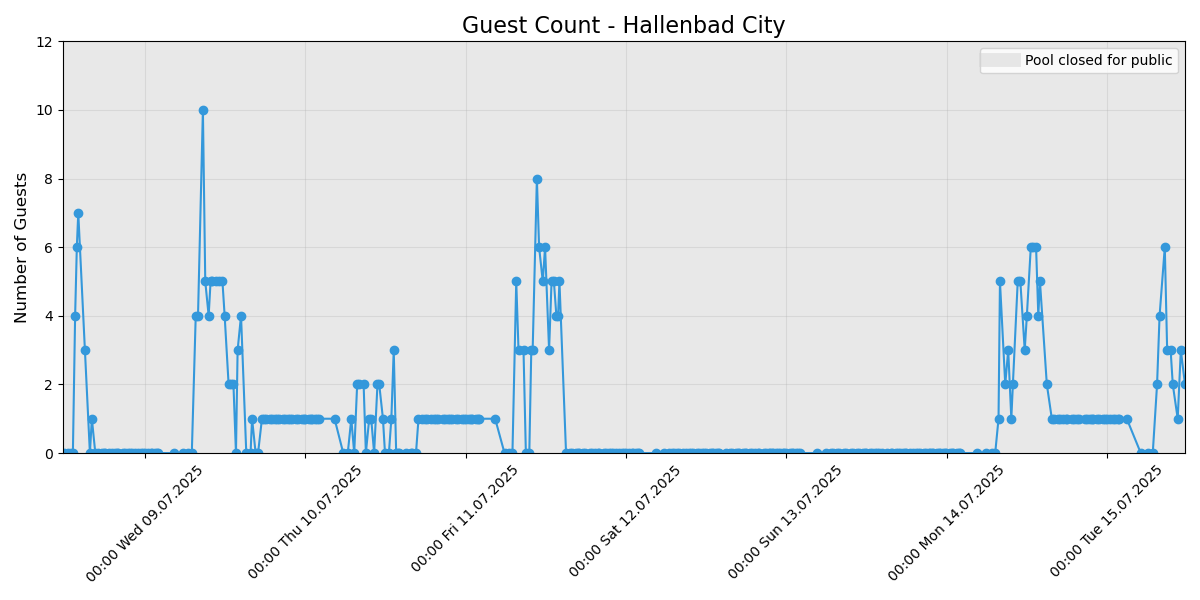 Guest Count - Hallenbad City
Pool closed for public
Number of Guests
12
10
8
6
4
2
0
00:00 Wed 09.07.2025
00:00 Thu 10.07.2025
00:00 Fri 11.07.2025
00:00 Sat 12.07.2025
00:00 Sun 13.07.2025
00:00 Mon 14.07.2025
00:00 Tue 15.07.2025